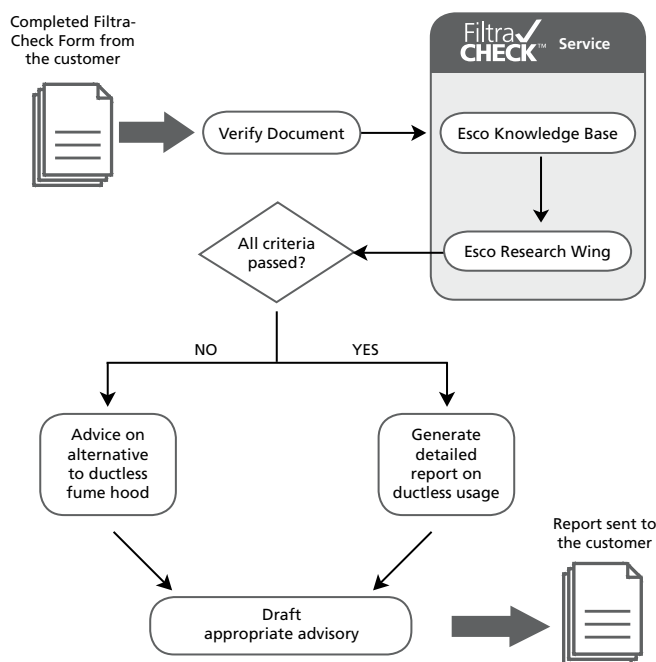 Completed Filtra-
Check Form from
the customer
Filtra
CHECK™ Service
Verify Document
Esco Knowledge Base
All criteria
passed?
Esco Research Wing
NO
YES
Advice on
alternative
to ductless
fume hood
Generate
detailed
report on
ductless usage
Report sent to
the customer
Draft
appropriate advisory